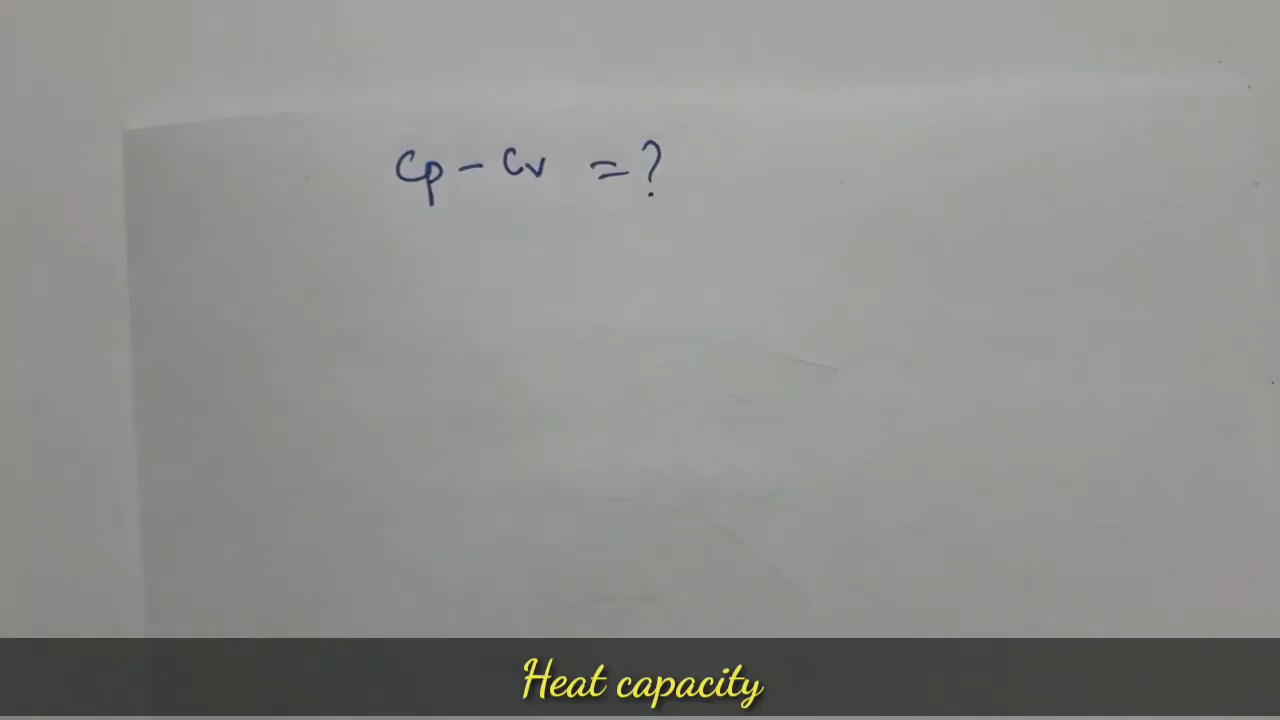 Cp - Cv = ?
Heat capacity